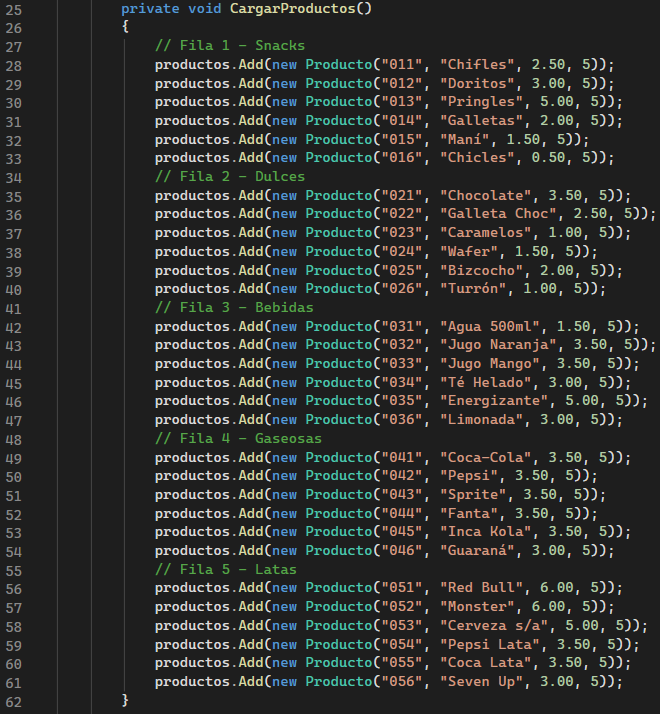 25 private void CargarProductos()
26 {
27 // Fila 1 - Snacks
28 productos.Add(new Producto("011", "Chifles", 2.50, 5));
29 productos.Add(new Producto("012", "Doritos", 3.00, 5));
30 productos.Add(new Producto("013", "Pringles", 5.00, 5));
31 productos.Add(new Producto("014", "Galletas", 2.00, 5));
32 productos.Add(new Producto("015", "Maní", 1.50, 5));
33 productos.Add(new Producto("016", "Chicles", 0.50, 5));
34 // Fila 2 - Dulces
35 productos.Add(new Producto("021", "Chocolate", 3.50, 5));
36 productos.Add(new Producto("022", "Galleta Choc", 2.50, 5));
37 productos.Add(new Producto("023", "Caramelos", 1.00, 5));
38 productos.Add(new Producto("024", "Wafer", 1.50, 5));
39 productos.Add(new Producto("025", "Bizcocho", 2.00, 5));
40 productos.Add(new Producto("026", "Turrón", 1.00, 5));
41 // Fila 3 - Bebidas
42 productos.Add(new Producto("031", "Agua 500ml", 1.50, 5));
43 productos.Add(new Producto("032", "Jugo Naranja", 3.50, 5));
44 productos.Add(new Producto("033", "Jugo Mango", 3.50, 5));
45 productos.Add(new Producto("034", "Té Helado", 3.00, 5));
46 productos.Add(new Producto("035", "Energizante", 5.00, 5));
47 productos.Add(new Producto("036", "Limonada", 3.00, 5));
48 // Fila 4 - Gaseosas
49 productos.Add(new Producto("041", "Coca-Cola", 3.50, 5));
50 productos.Add(new Producto("042", "Pepsi", 3.50, 5));
51 productos.Add(new Producto("043", "Sprite", 3.50, 5));
52 productos.Add(new Producto("044", "Fanta", 3.50, 5));
53 productos.Add(new Producto("045", "Inca Kola", 3.50, 5));
54 productos.Add(new Producto("046", "Guaraná", 3.00, 5));
55 // Fila 5 - Latas
56 productos.Add(new Producto("051", "Red Bull", 6.00, 5));
57 productos.Add(new Producto("052", "Monster", 6.00, 5));
58 productos.Add(new Producto("053", "Cerveza s/a", 5.00, 5));
59 productos.Add(new Producto("054", "Pepsi Lata", 3.50, 5));
60 productos.Add(new Producto("055", "Coca Lata", 3.50, 5));
61 productos.Add(new Producto("056", "Seven Up", 3.00, 5));
62 }